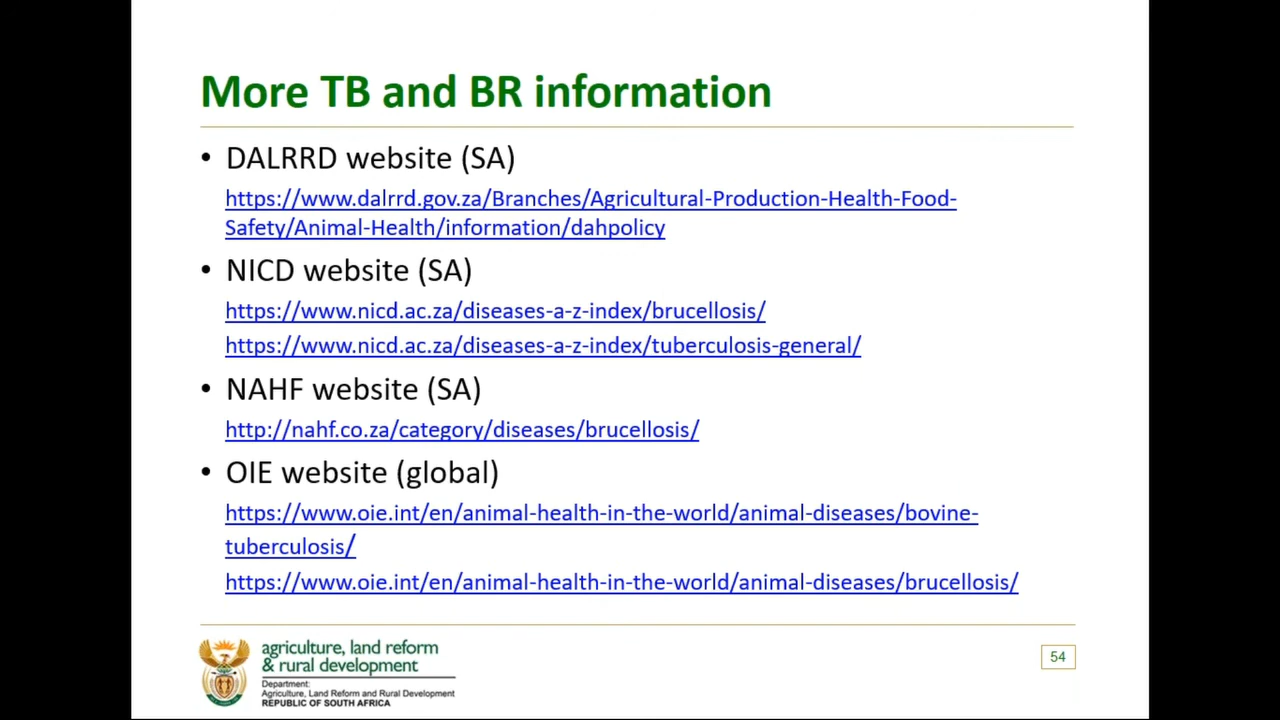 More TB and BR information
• DALRRD website (SA)
https://www.dalrrd.gov.za/Branches/Agricultural-Production-Health-Food-
Safety/Animal-Health/information/dahpolicy
• NICD website (SA)
https://www.nicd.ac.za/diseases-a-z-index/brucellosis/
https://www.nicd.ac.za/diseases-a-z-index/tuberculosis-general/
• NAHF website (SA)
http://nahf.co.za/category/diseases/brucellosis/
• OIE website (global)
https://www.oie.int/en/animal-health-in-the-world/animal-diseases/bovine-
tuberculosis/
https://www.oie.int/en/animal-health-in-the-world/animal-diseases/brucellosis/
agriculture, land reform
& rural development
Department:
Agriculture, Land Reform and Rural Development
REPUBLIC OF SOUTH AFRICA
54